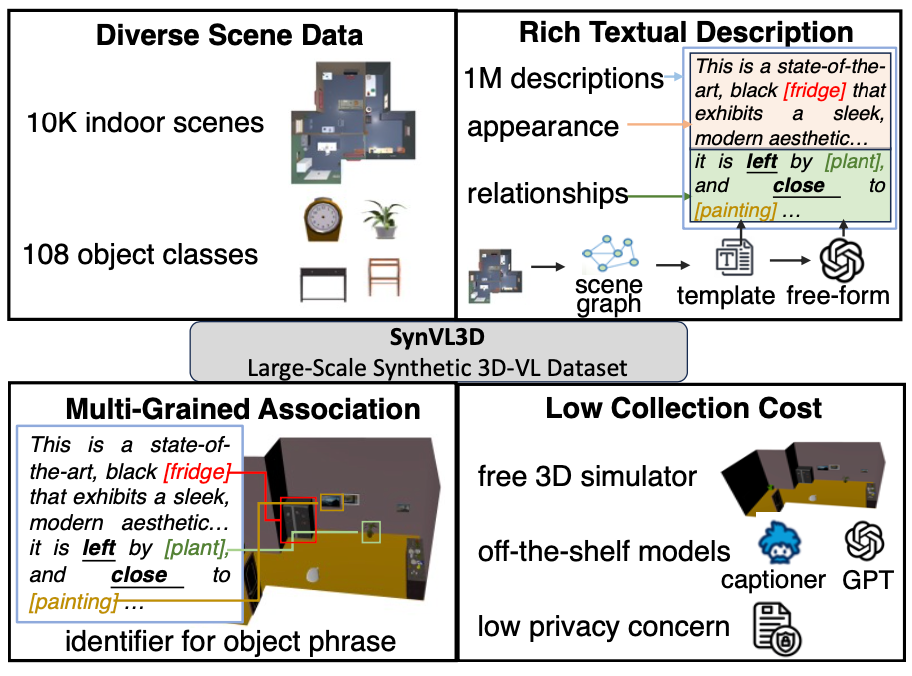 Diverse Scene Data
10K indoor scenes
108 object classes
Rich Textual Description
1M descriptions
appearance
relationships
This is a state-of-the-
art, black [fridge] that
exhibits a sleek,
modern aesthetic…
it is left by [plant],
and close to
[painting] …
scene
graph
template
free-form
SynVL3D
Large-Scale Synthetic 3D-VL Dataset
Multi-Grained Association
This is a state-of-
the-art, black [fridge]
that exhibits a sleek,
modern aesthetic…
it is left by [plant],
and close to
[painting] …
identifier for object phrase
Low Collection Cost
free 3D simulator
off-the-shelf models
captioner
GPT
low privacy concern